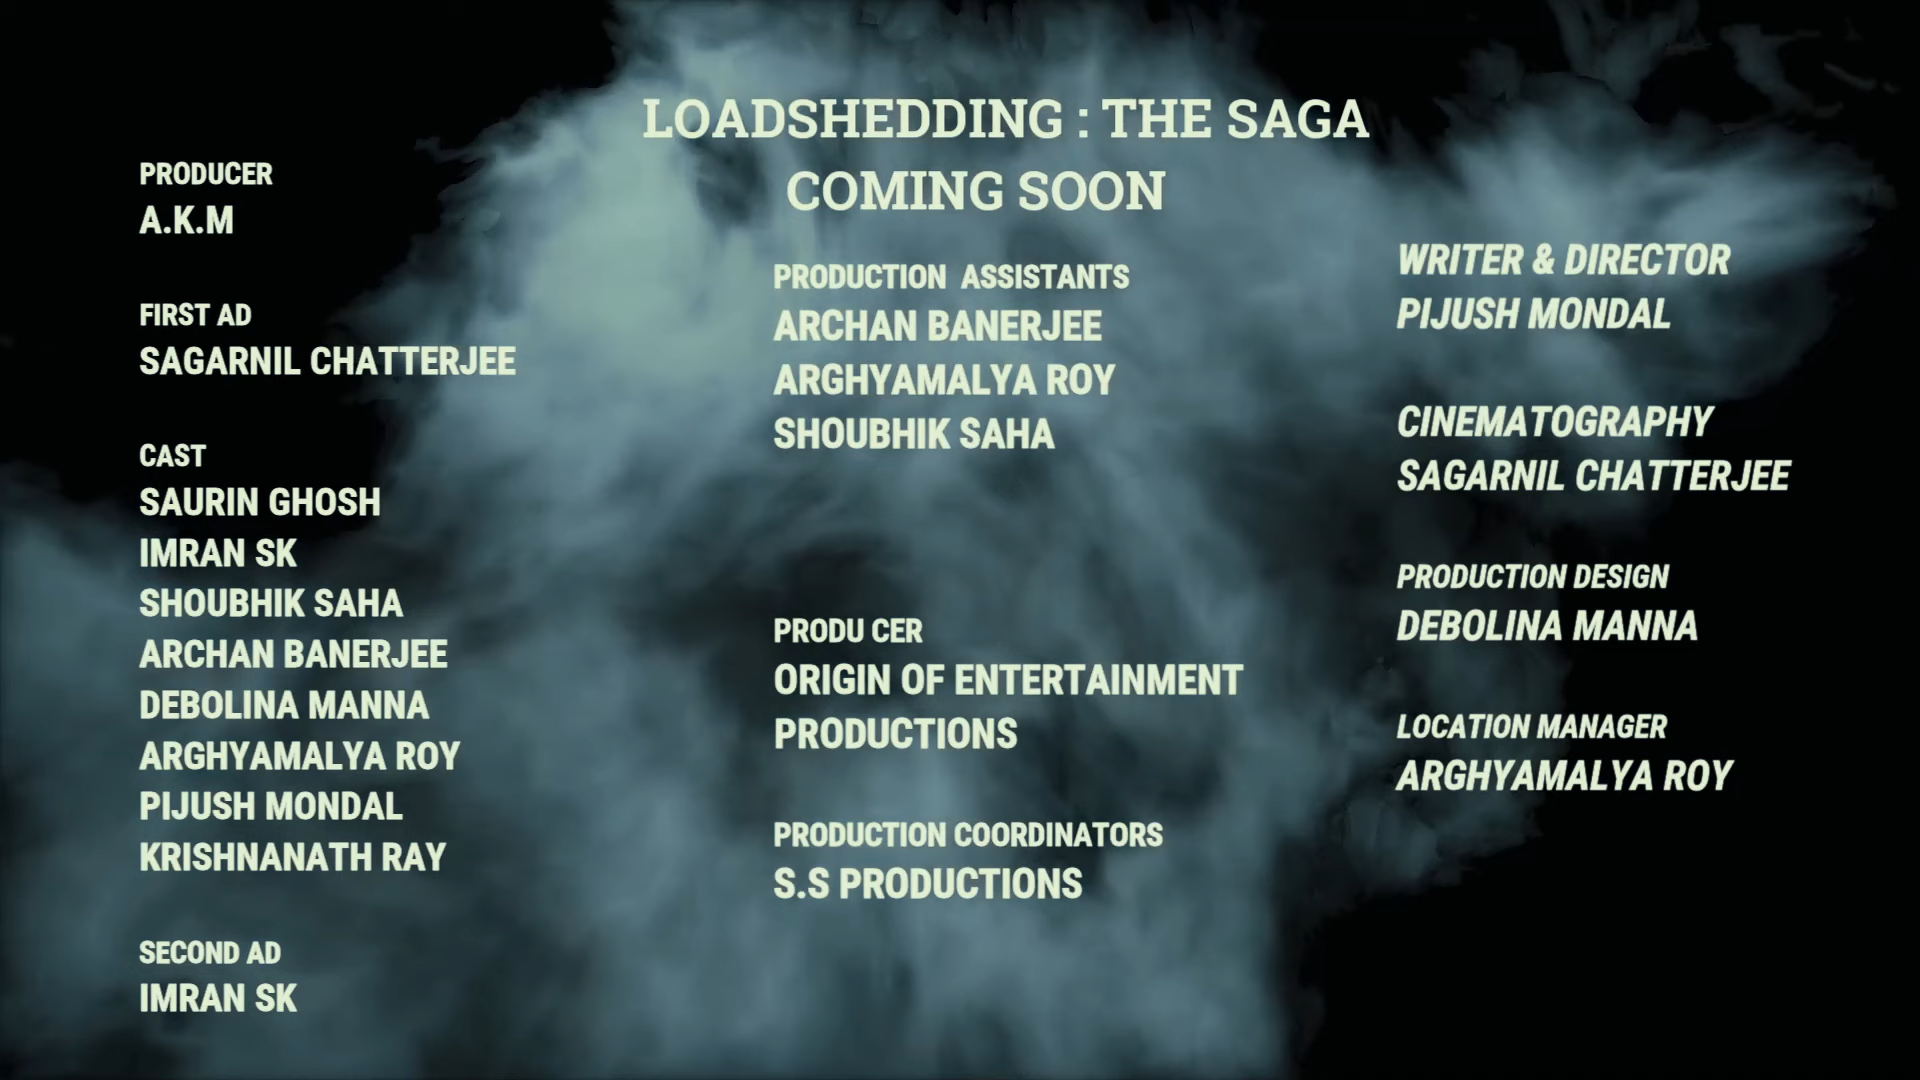 LOADSHEDDING : THE SAGA
COMING SOON
PRODUCER
A.K.M
FIRST AD
SAGARNIL CHATTERJEE
CAST
SAURIN GHOSH
IMRAN SK
SHOUBHIK SAHA
ARCHAN BANERJEE
DEBOLINA MANNA
ARGHYAMALYA ROY
PIJUSH MONDAL
KRISHNANATH RAY
SECOND AD
IMRAN SK
PRODUCTION ASSISTANTS
ARCHAN BANERJEE
ARGHYAMALYA ROY
SHOUBHIK SAHA
PRODU CER
ORIGIN OF ENTERTAINMENT
PRODUCTIONS
PRODUCTION COORDINATORS
S.S PRODUCTIONS
WRITER & DIRECTOR
PIJUSH MONDAL
CINEMATOGRAPHY
SAGARNIL CHATTERJEE
PRODUCTION DESIGN
DEBOLINA MANNA
LOCATION MANAGER
ARGHYAMALYA ROY